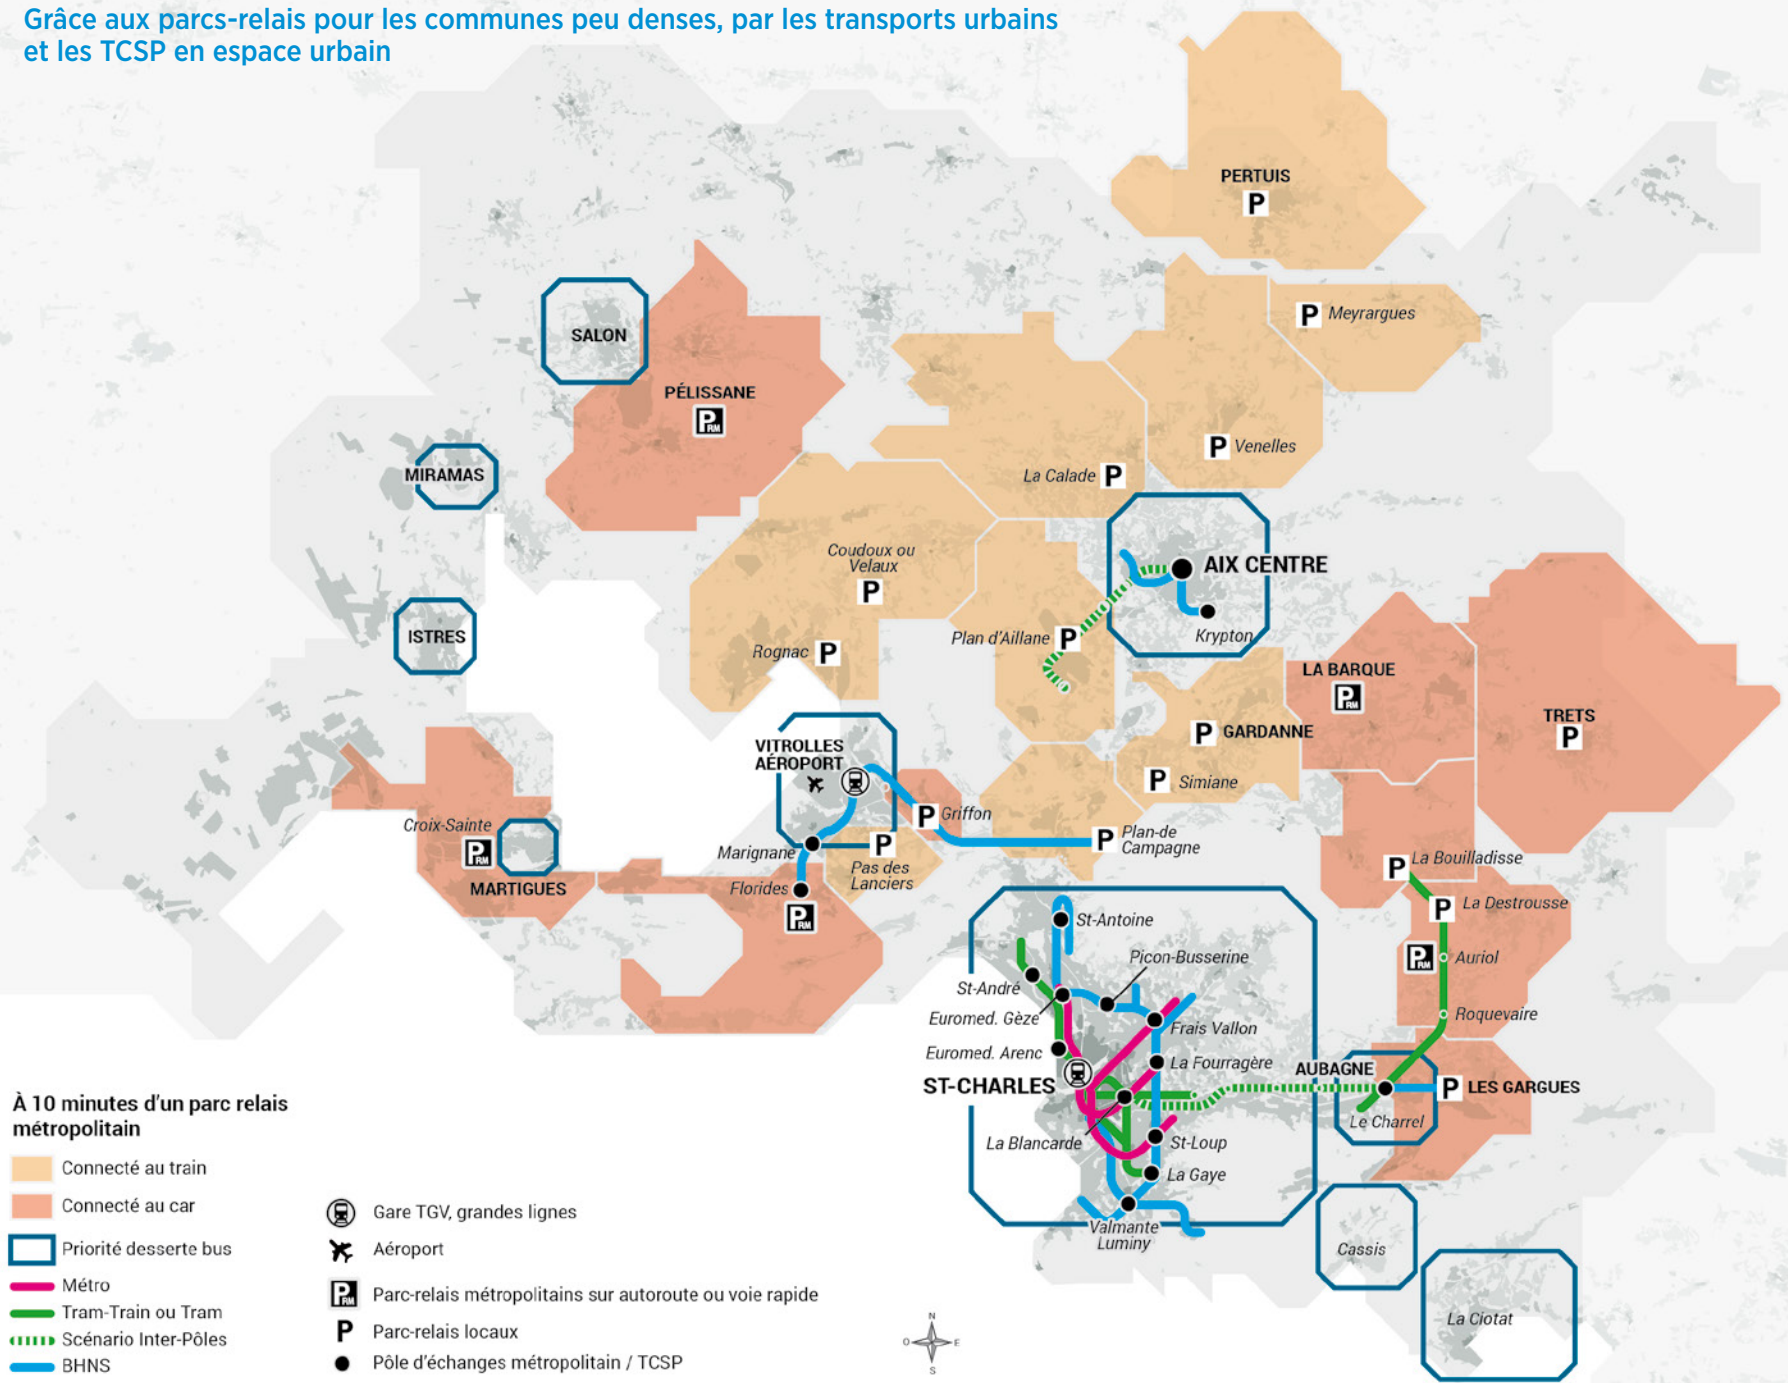 Grâce aux parcs-relais pour les communes peu denses, par les transports urbains
et les TCSP en espace urbain
PERTUIS
P
P Meyrargues
SALON
PÉLISSANE
PRM
P Venelles
MIRAMAS
La Calade P
Coudoux ou
Velaux
P
AIX CENTRE
Krypton
ISTRES
Plan d'Aillane P
Rognac P
LA BARQUE
PRM
TRETS
P
P GARDANNE
VITROLLES
AÉROPORT
P Simiane
P Griffon
Croix-Sainte
PRM
MARTIGUES
Marignane
P
Pas des
Lanciers
P Plan-de
Campagne
Florides
PRM
P La Bouilladisse
P La Destrousse
PRM Auriol
Roquevaire
St-Antoine
Picon-Busserine
St-André
Euromed. Gèze
Frais Vallon
Euromed. Arenc
La Fourragère
ST-CHARLES
AUBAGNE
P LES GARGUES
Le Charrel
La Blancarde
St-Loup
La Gaye
Valmante
Luminy
Cassis
La Ciotat
À 10 minutes d'un parc relais
métropolitain
Connecté au train
Connecté au car
Priorité desserte bus
Métro
Tram-Train ou Tram
Scénario Inter-Pôles
BHNS
Gare TGV, grandes lignes
Aéroport
PRM Parc-relais métropolitains sur autoroute ou voie rapide
P Parc-relais locaux
Pôle d'échanges métropolitain / TCSP
N
O E
S